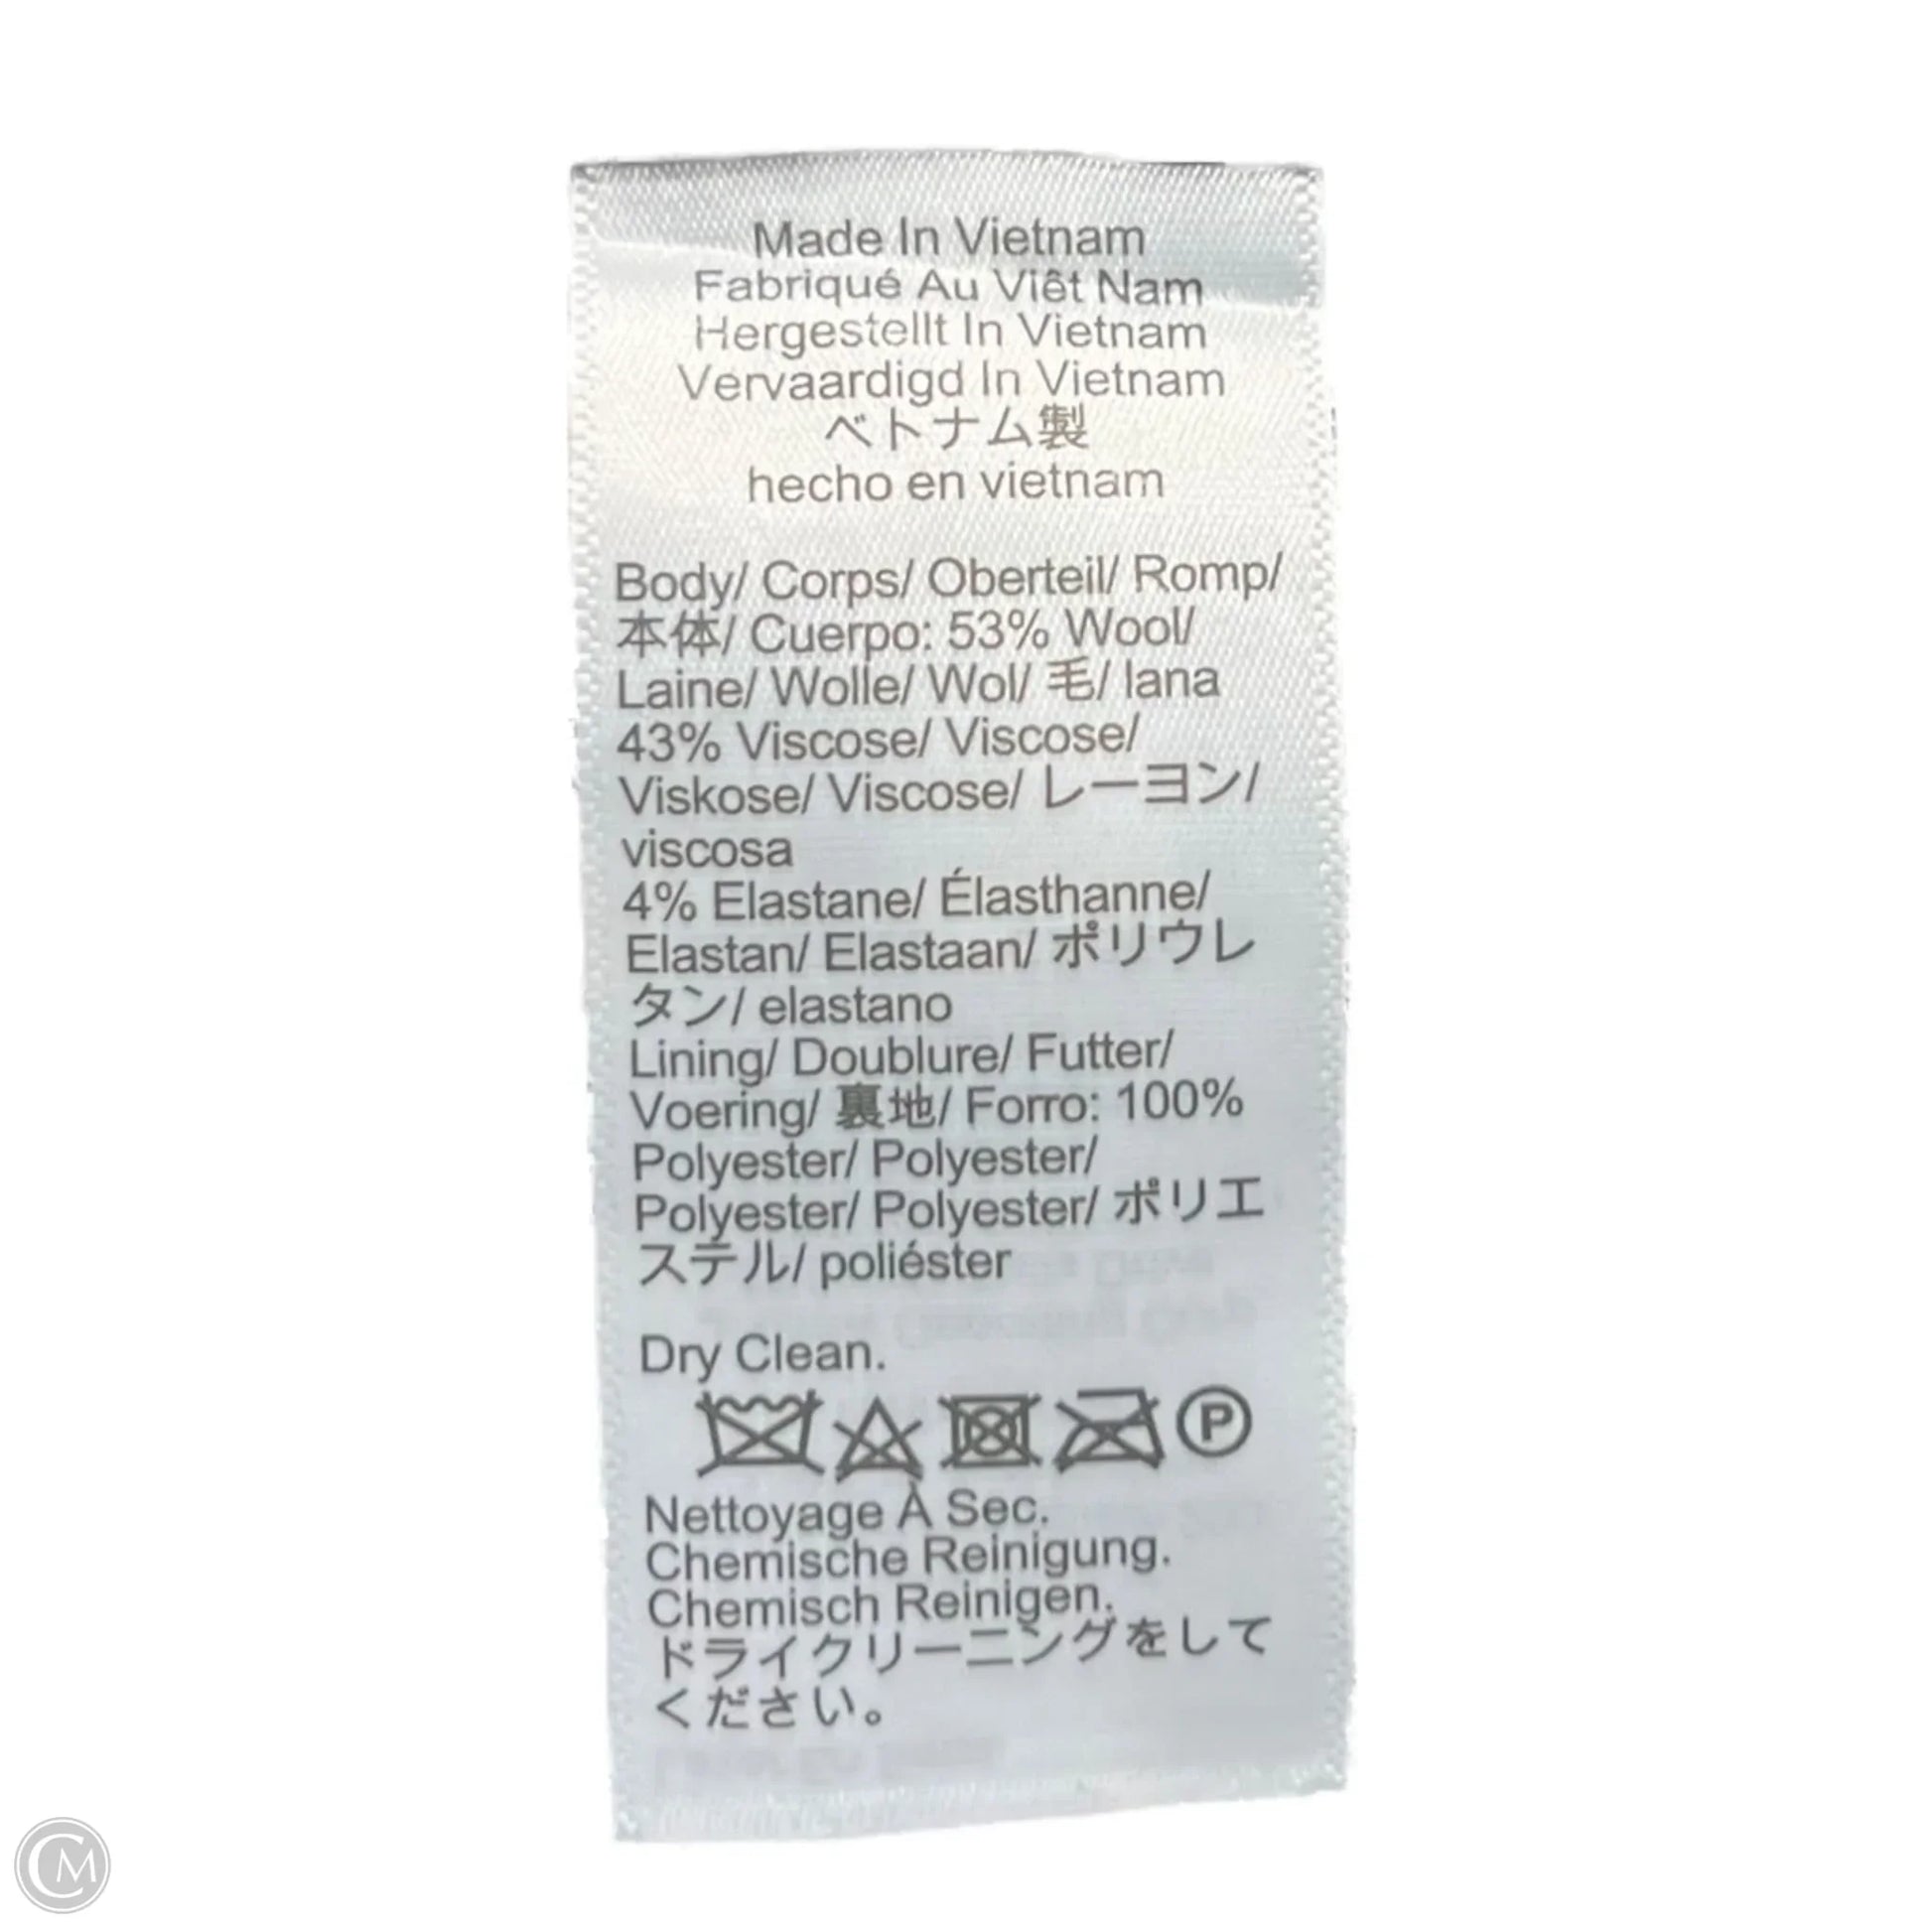 Made In Vietnam
Fabriqué Au Viêt Nam
Hergestellt In Vietnam
Vervaardigd In Vietnam
ベトナム製
hecho en vietnam
Body/ Corps/ Oberteil/ Romp/
本体/ Cuerpo: 53% Wool/
Laine/ Wolle/ Wol/ 毛/ lana
43% Viscose/ Viscose/
Viskose/ Viscose/ レーヨン/
viscosa
4% Elastane/ Élasthanne/
Elastan/ Elastaan/ ポリウレ
タン/ elastano
Lining/ Doublure/ Futter/
Voering/ 裏地/ Forro: 100%
Polyester/ Polyester/
Polyester/ Polyester/ ポリエ
ステル/ poliéster
Dry Clean.
P
Nettoyage À Sec.
Chemische Reinigung.
Chemisch Reinigen.
ドライクリーニングをして
ください。
CM